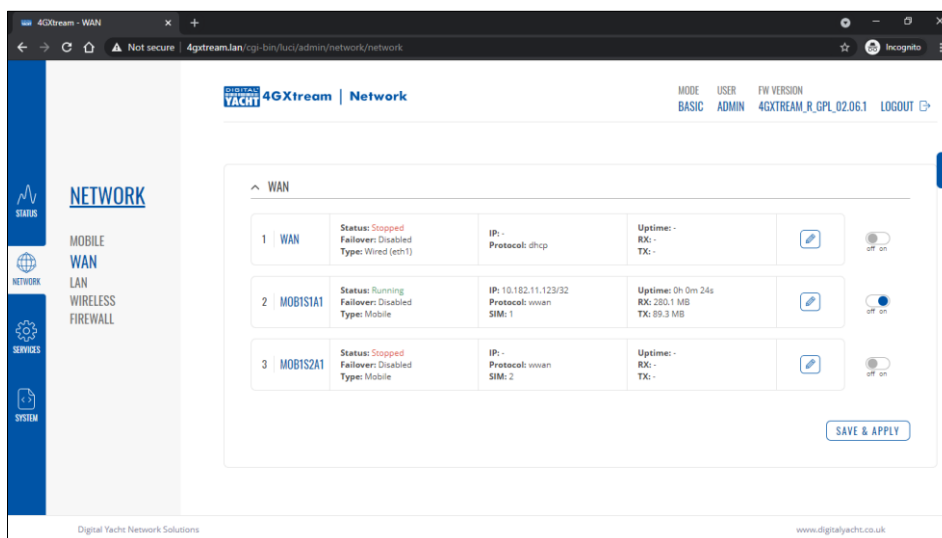 4GXtream - WAN
Not secure 4gxtream.lan/cgi-bin/luci/admin/network/network
Incognito
DIGITAL YACHT 4GXtream | Network
MODE USER FW VERSION
BASIC ADMIN 4GXTREAM_R_GPL_02.06.1 LOGOUT
STATUS
NETWORK
SERVICES
SYSTEM
NETWORK
MOBILE
WAN
LAN
WIRELESS
FIREWALL
WAN
1 WAN
Status: Stopped
Failover: Disabled
Type: Wired (eth1)
IP: -
Protocol: dhcp
Uptime: -
RX: -
TX: -
off on
2 MOB1S1A1
Status: Running
Failover: Disabled
Type: Mobile
IP: 10.182.11.123/32
Protocol: wwan
SIM: 1
Uptime: 0h 0m 24s
RX: 280.1 MB
TX: 89.3 MB
off on
3 MOB1S2A1
Status: Stopped
Failover: Disabled
Type: Mobile
IP: -
Protocol: wwan
SIM: 2
Uptime: -
RX: -
TX: -
off on
SAVE & APPLY
Digital Yacht Network Solutions
www.digitalyacht.co.uk